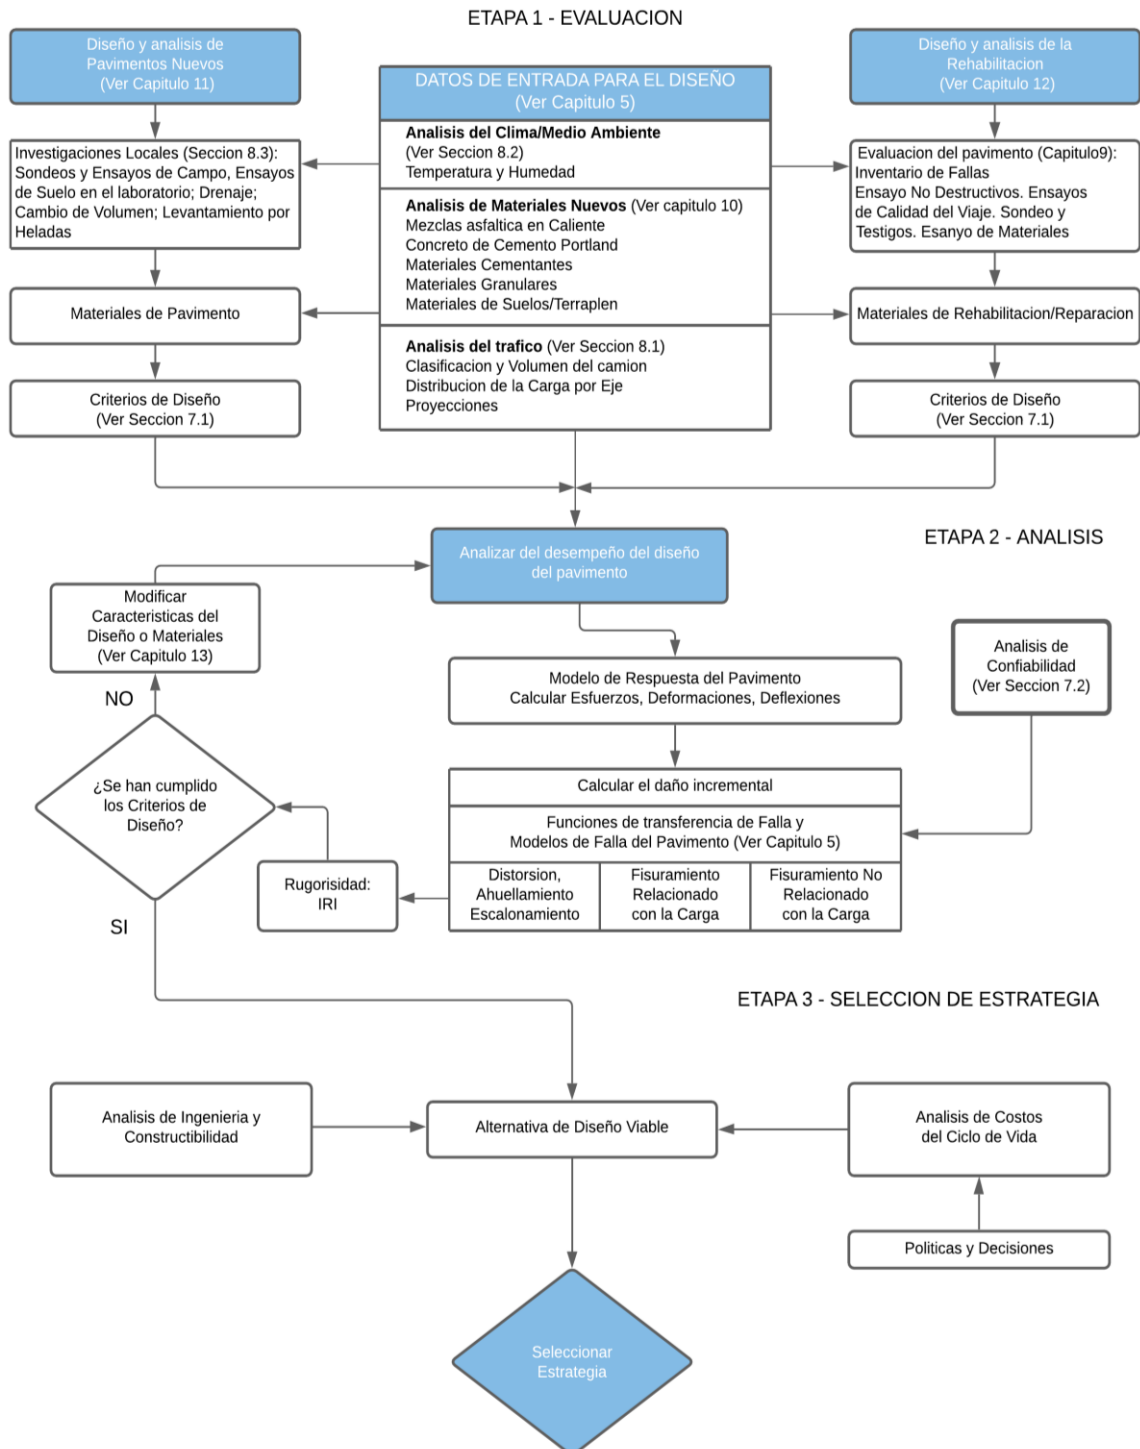 ETAPA 1 - EVALUACION
Diseño y analisis de
Pavimentos Nuevos
(Ver Capitulo 11)
DATOS DE ENTRADA PARA EL DISEÑO
(Ver Capitulo 5)
Diseño y analisis de la
Rehabilitacion
(Ver Capitulo 12)
Investigaciones Locales (Seccion 8.3):
Sondeos y Ensayos de Campo, Ensayos
de Suelo en el laboratorio; Drenaje;
Cambio de Volumen; Levantamiento por
Heladas
Analisis del Clima/Medio Ambiente
(Ver Seccion 8.2)
Temperatura y Humedad
Analisis de Materiales Nuevos (Ver capitulo 10)
Mezclas asfaltica en Caliente
Concreto de Cemento Portland
Materiales Cementantes
Materiales Granulares
Materiales de Suelos/Terraplen
Analisis del trafico (Ver Seccion 8.1)
Clasificacion y Volumen del camion
Distribucion de la Carga por Eje
Proyecciones
Evaluacion del pavimento (Capitulo9):
Inventario de Fallas
Ensayo No Destructivos. Ensayos
de Calidad del Viaje. Sondeo y
Testigos. Esanyo de Materiales
Materiales de Pavimento
Materiales de Rehabilitacion/Reparacion
Criterios de Diseño
(Ver Seccion 7.1)
Criterios de Diseño
(Ver Seccion 7.1)
ETAPA 2 - ANALISIS
Analizar del desempeño del diseño
del pavimento
Modificar
Caracteristicas del
Diseño o Materiales
(Ver Capitulo 13)
NO
Modelo de Respuesta del Pavimento
Calcular Esfuerzos, Deformaciones, Deflexiones
Analisis de
Confiabilidad
(Ver Seccion 7.2)
¿Se han cumplido
los Criterios de
Diseño?
Calcular el daño incremental
Funciones de transferencia de Falla y
Modelos de Falla del Pavimento (Ver Capitulo 5)
Distorsion,
Ahuellamiento
Escalonamiento
Fisuramiento
Relacionado
con la Carga
Fisuramiento No
Relacionado
con la Carga
Rugorisidad:
IRI
SI
ETAPA 3 - SELECCION DE ESTRATEGIA
Analisis de Ingenieria y
Constructibilidad
Alternativa de Diseño Viable
Analisis de Costos
del Ciclo de Vida
Politicas y Decisiones
Seleccionar
Estrategia